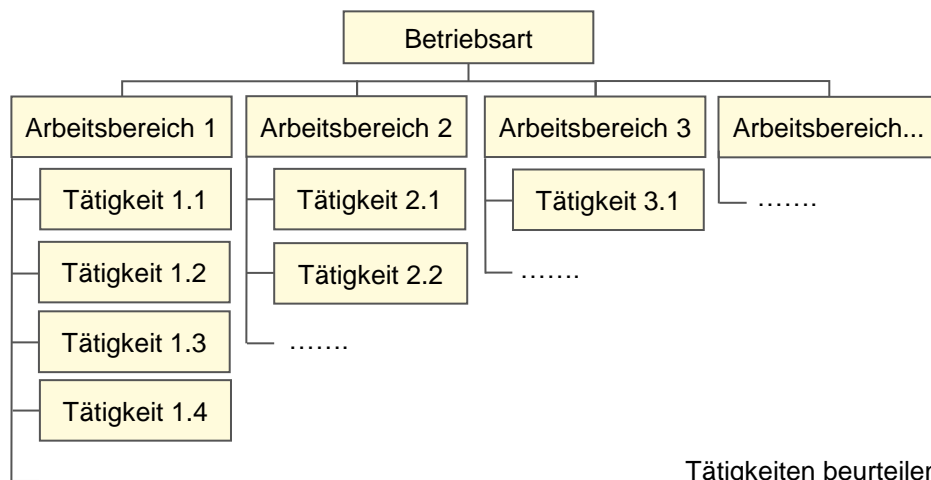 Betriebsart
Arbeitsbereich 1
Arbeitsbereich 2
Arbeitsbereich 3
Arbeitsbereich...
Tätigkeit 1.1
Tätigkeit 2.1
Tätigkeit 3.1
.......
Tätigkeit 1.2
Tätigkeit 2.2
.......
Tätigkeit 1.3
.......
Tätigkeit 1.4
Tätigkeiten beurteilen